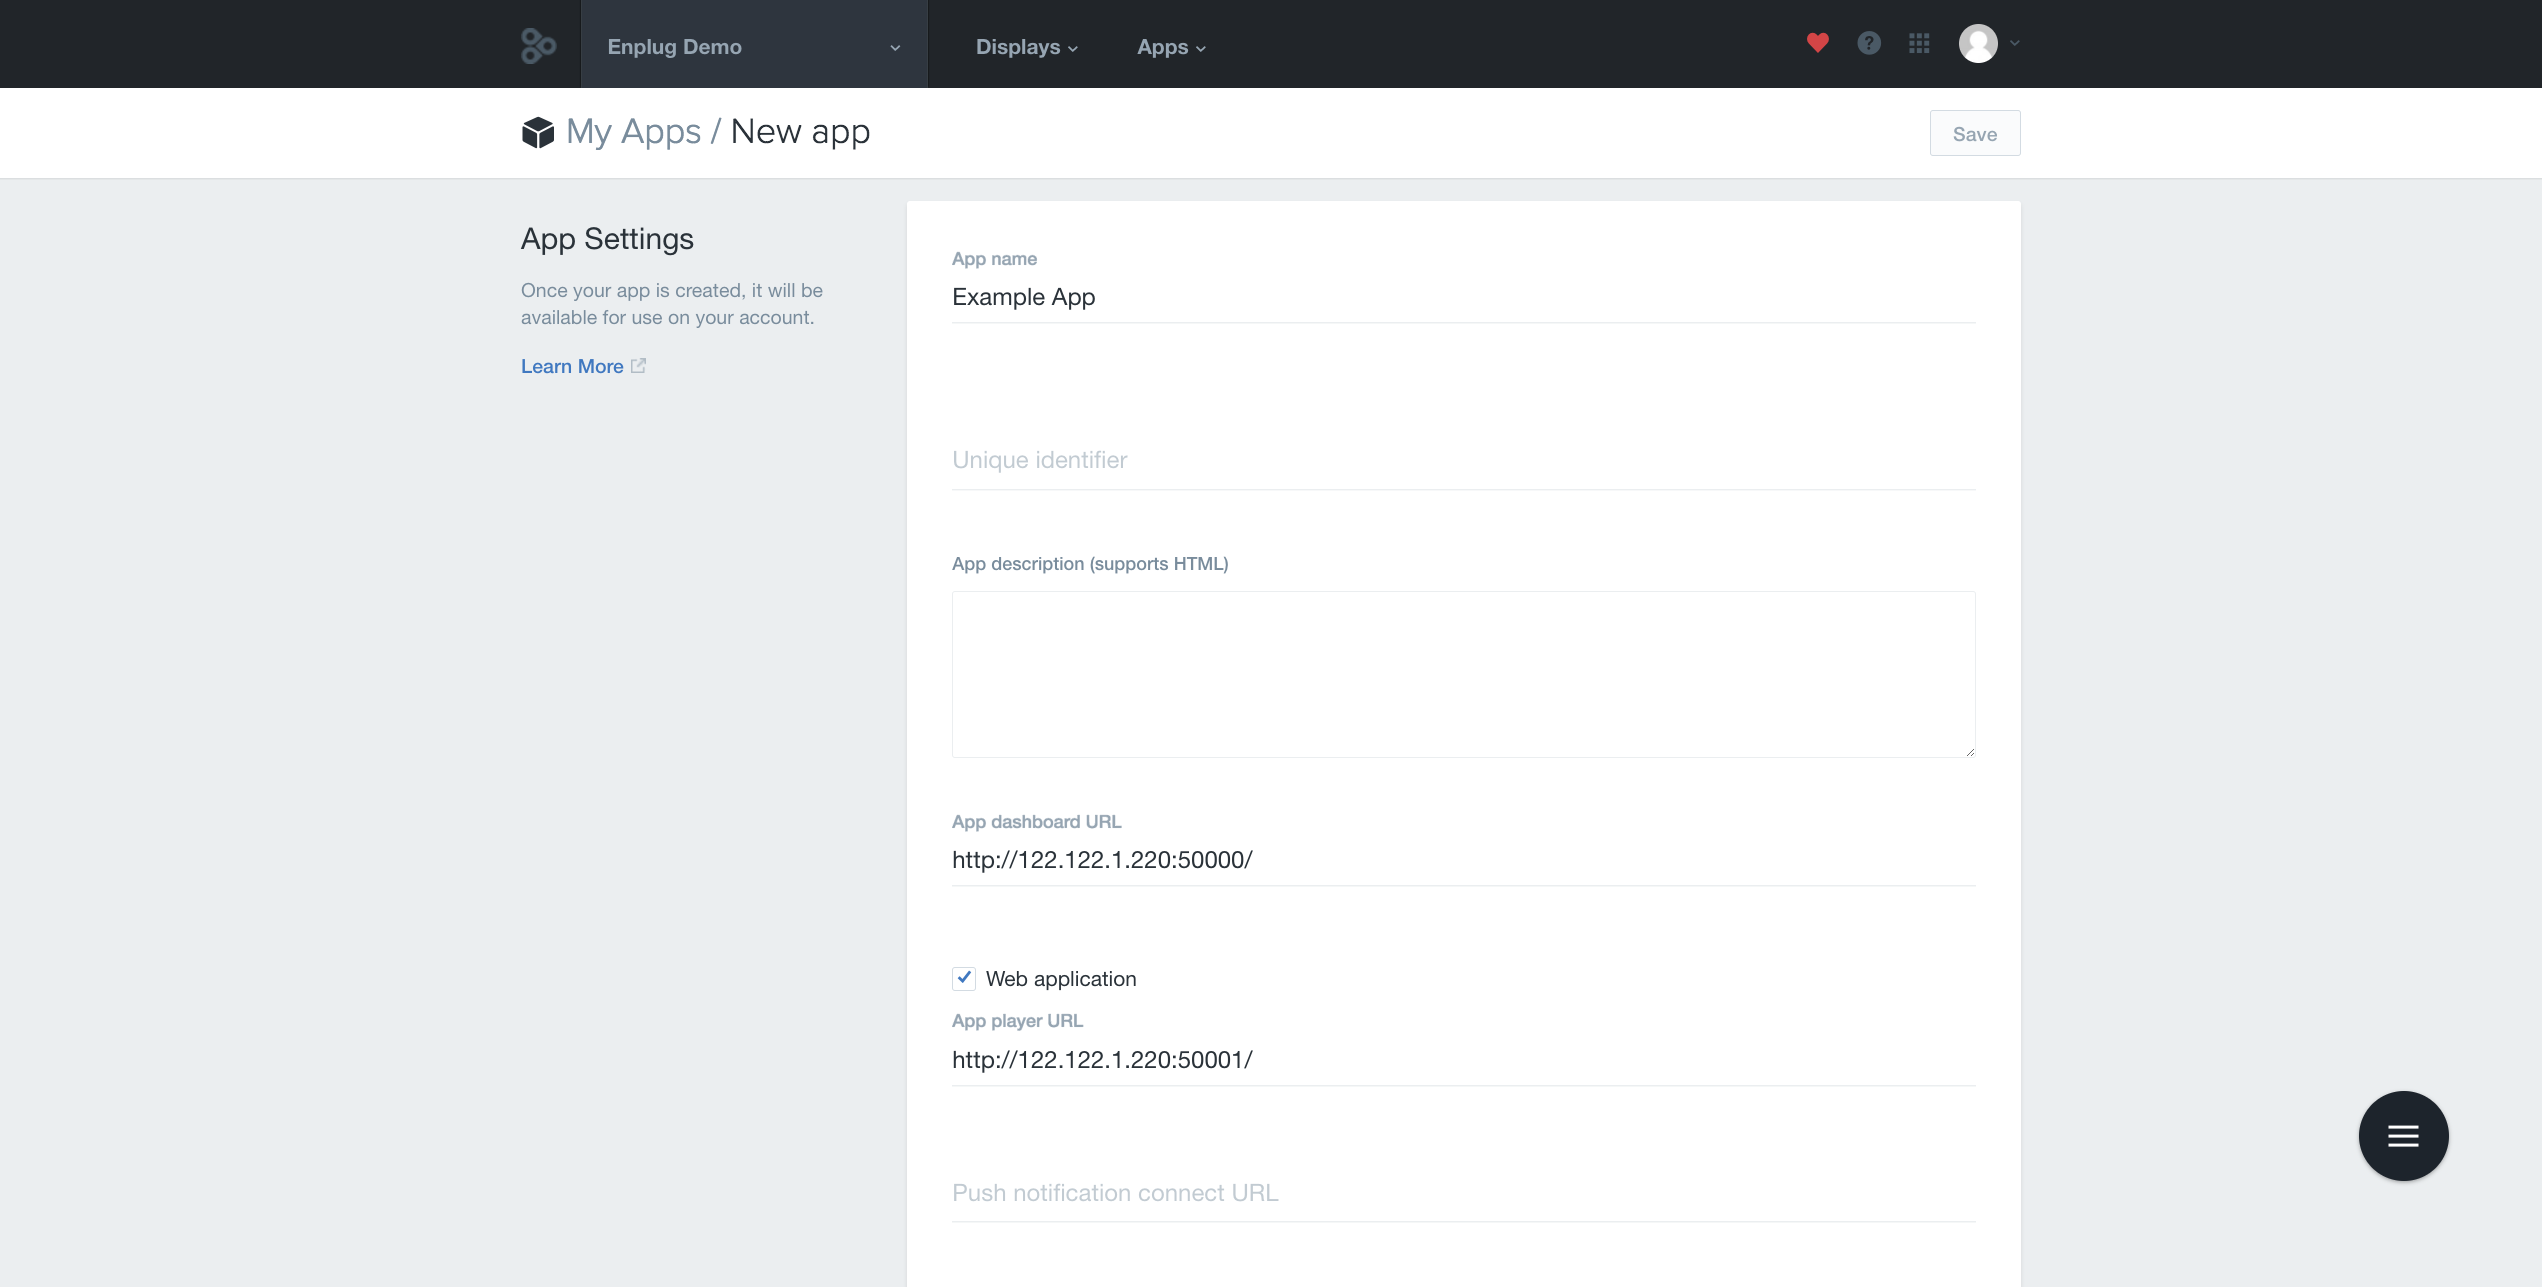 Enplug Demo
Displays
Apps
?
My Apps / New app
Save
App Settings
Once your app is created, it will be
available for use on your account.
Learn More
App name
Example App
Unique identifier
App description (supports HTML)
App dashboard URL
http://122.122.1.220:50000/
Web application
App player URL
http://122.122.1.220:50001/
Push notification connect URL